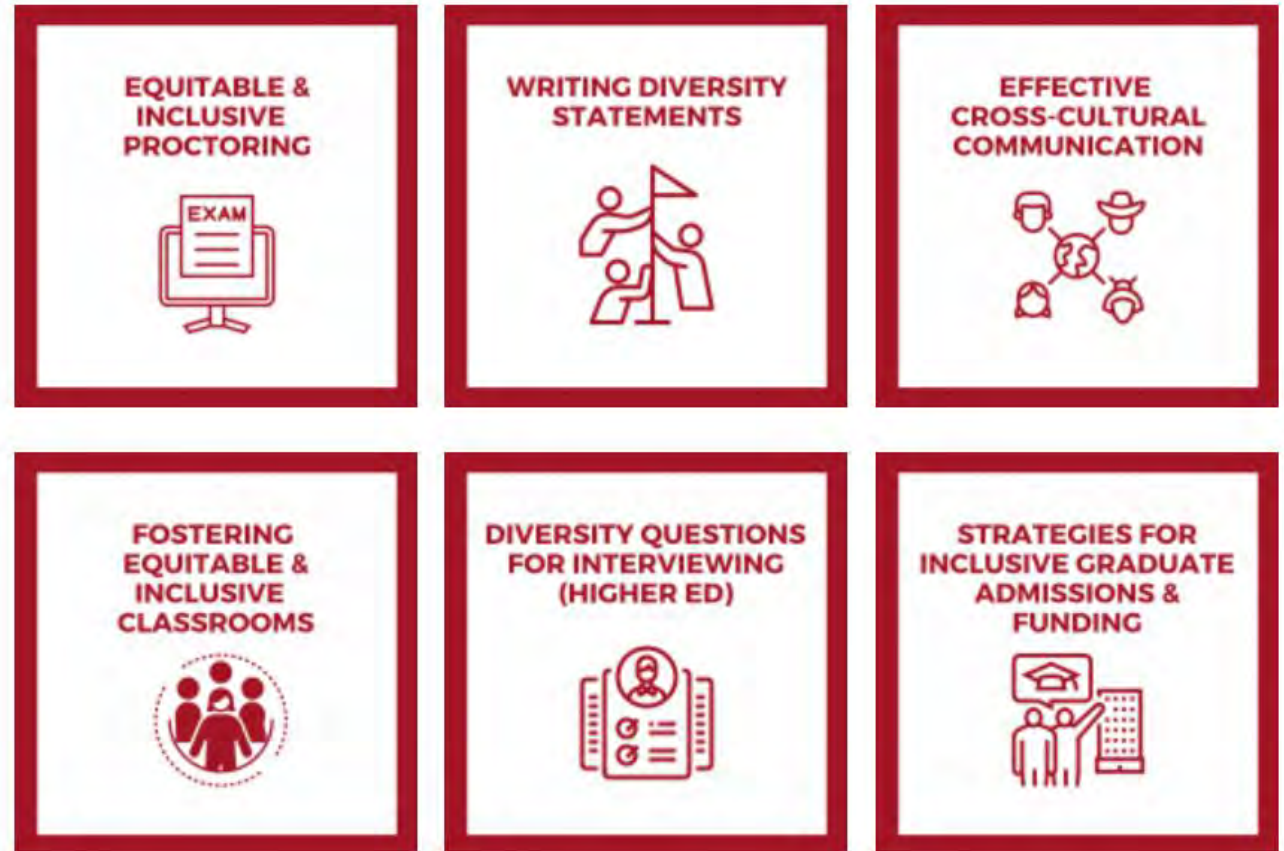 EQUITABLE &
INCLUSIVE
PROCTORING
EXAM
WRITING DIVERSITY
STATEMENTS
EFFECTIVE
CROSS-CULTURAL
COMMUNICATION
FOSTERING
EQUITABLE &
INCLUSIVE
CLASSROOMS
DIVERSITY QUESTIONS
FOR INTERVIEWING
(HIGHER ED)
STRATEGIES FOR
INCLUSIVE GRADUATE
ADMISSIONS &
FUNDING